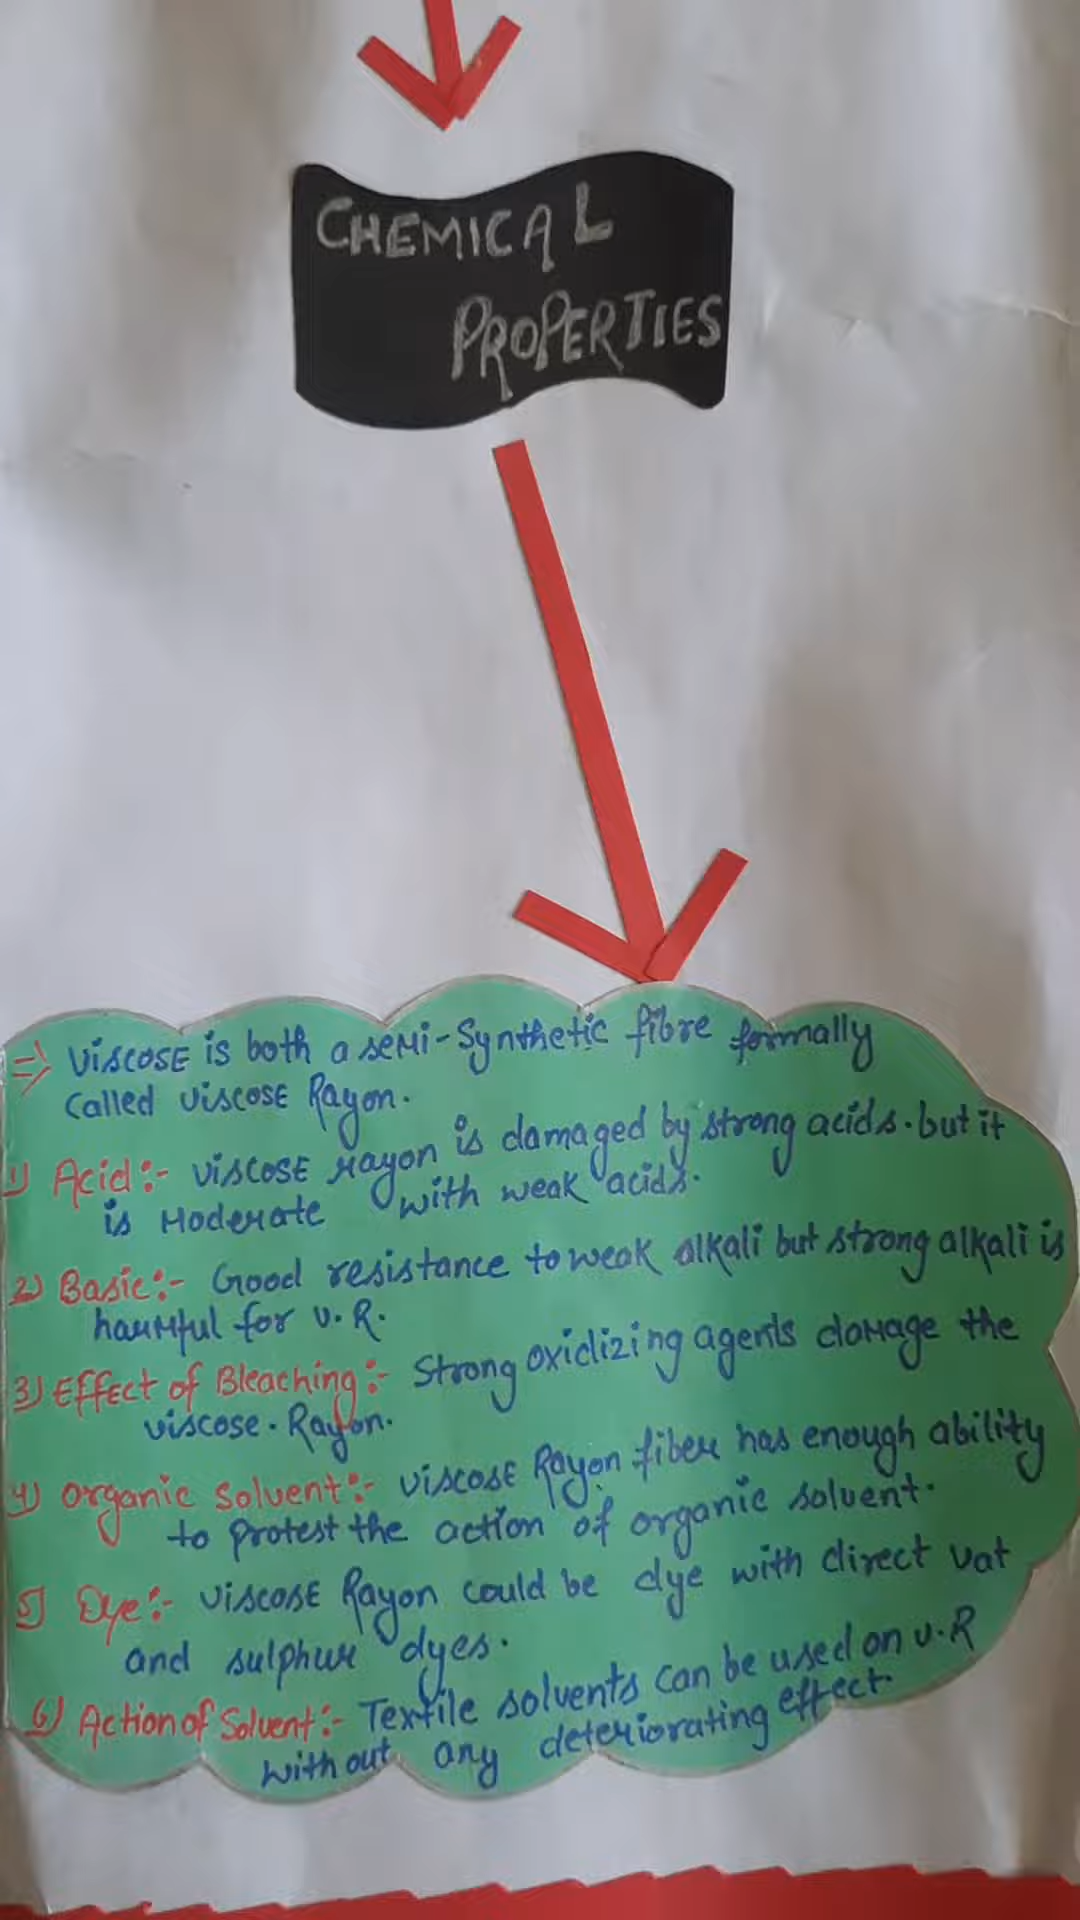 CHEMICAL
PROPERTIES
=> Viscose is both a semi-Synthetic fibre formally
Called viscose Rayon.
1) Acid:- viscose rayon is damaged by strong acids. but it
is Moderate with weak acids.
2) Basic:- Good resistance to weak alkali but strong alkali is
harmful for v.R.
3) Effect of Bleaching:- Strong oxidizing agents damage the
viscose. Rayon.
4) Organic Solvent:- viscose Rayon fiber has enough ability
to protest the action of organic solvent.
5) Dye:- viscose Rayon could be dye with direct vat
and sulphur dyes.
6) Action of Solvent:- Textile solvents can be used on v.R
without any deteriorating effect